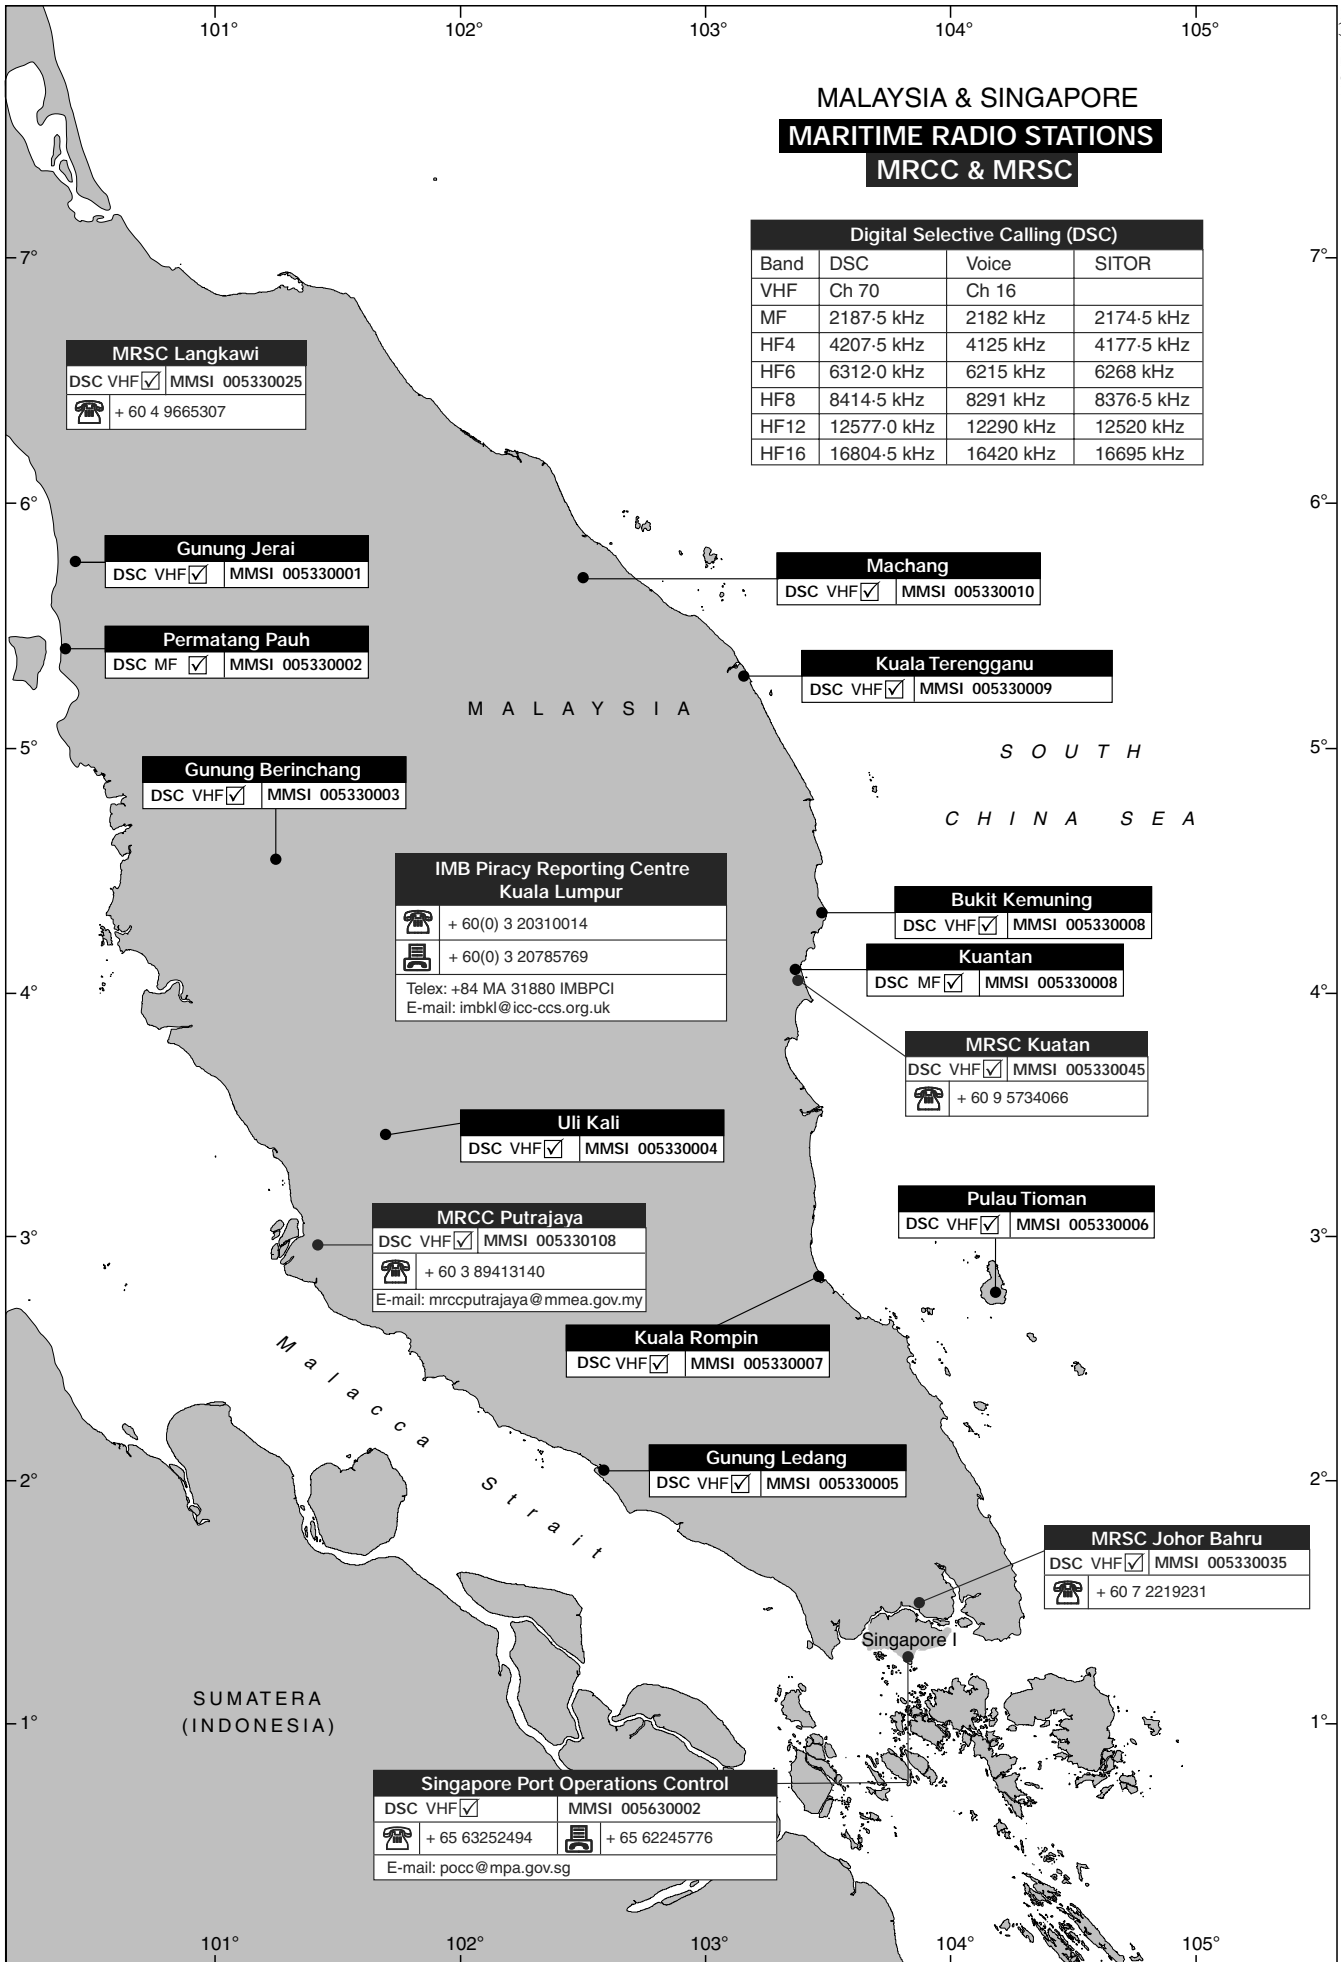 101° 102° 103° 104° 105°
MALAYSIA & SINGAPORE
MARITIME RADIO STATIONS
MRCC & MRSC
Digital Selective Calling (DSC)
Band DSC Voice SITOR
VHF Ch 70 Ch 16
MF 2187·5 kHz 2182 kHz 2174·5 kHz
HF4 4207·5 kHz 4125 kHz 4177·5 kHz
HF6 6312·0 kHz 6215 kHz 6268 kHz
HF8 8414·5 kHz 8291 kHz 8376·5 kHz
HF12 12577·0 kHz 12290 kHz 12520 kHz
HF16 16804·5 kHz 16420 kHz 16695 kHz
7° 7°
MRSC Langkawi
DSC VHF MMSI 005330025
+ 60 4 9665307
6° 6°
Gunung Jerai
DSC VHF MMSI 005330001
Machang
DSC VHF MMSI 005330010
Permatang Pauh
DSC MF MMSI 005330002
Kuala Terengganu
DSC VHF MMSI 005330009
MALAYSIA
5° 5°
SOUTH
CHINA SEA
Gunung Berinchang
DSC VHF MMSI 005330003
IMB Piracy Reporting Centre
Kuala Lumpur
+ 60(0) 3 20310014
+ 60(0) 3 20785769
Telex: +84 MA 31880 IMBPCI
E-mail: imbkl@icc-ccs.org.uk
Bukit Kemuning
DSC VHF MMSI 005330008
Kuantan
DSC MF MMSI 005330008
4° 4°
MRSC Kuatan
DSC VHF MMSI 005330045
+ 60 9 5734066
Uli Kali
DSC VHF MMSI 005330004
Pulau Tioman
DSC VHF MMSI 005330006
3° 3°
MRCC Putrajaya
DSC VHF MMSI 005330108
+ 60 3 89413140
E-mail: mrccputrajaya@mmea.gov.my
Kuala Rompin
DSC VHF MMSI 005330007
Malacca Strait
Gunung Ledang
DSC VHF MMSI 005330005
2° 2°
MRSC Johor Bahru
DSC VHF MMSI 005330035
+ 60 7 2219231
Singapore I
SUMATERA
(INDONESIA)
1° 1°
Singapore Port Operations Control
DSC VHF MMSI 005630002
+ 65 63252494 + 65 62245776
E-mail: pocc@mpa.gov.sg
101° 102° 103° 104° 105°